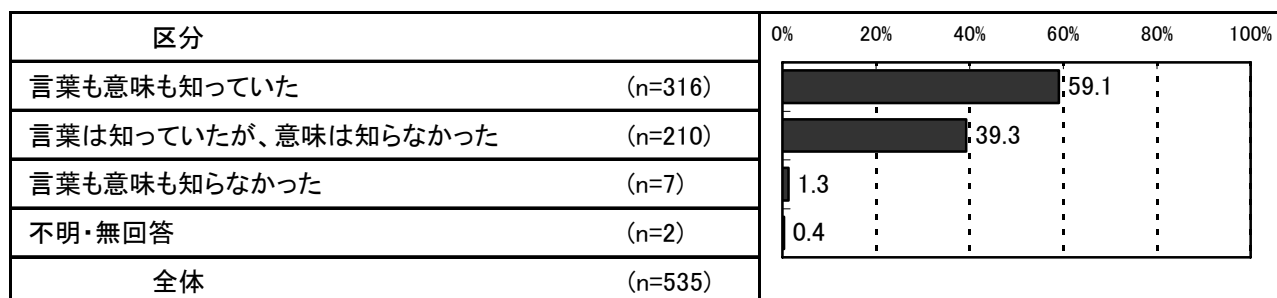 区分 0% 20% 40% 60% 80% 100%
言葉も意味も知っていた (n=316) 59.1
言葉は知っていたが、意味は知らなかった (n=210) 39.3
言葉も意味も知らなかった (n=7) 1.3
不明・無回答 (n=2) 0.4
全体 (n=535)